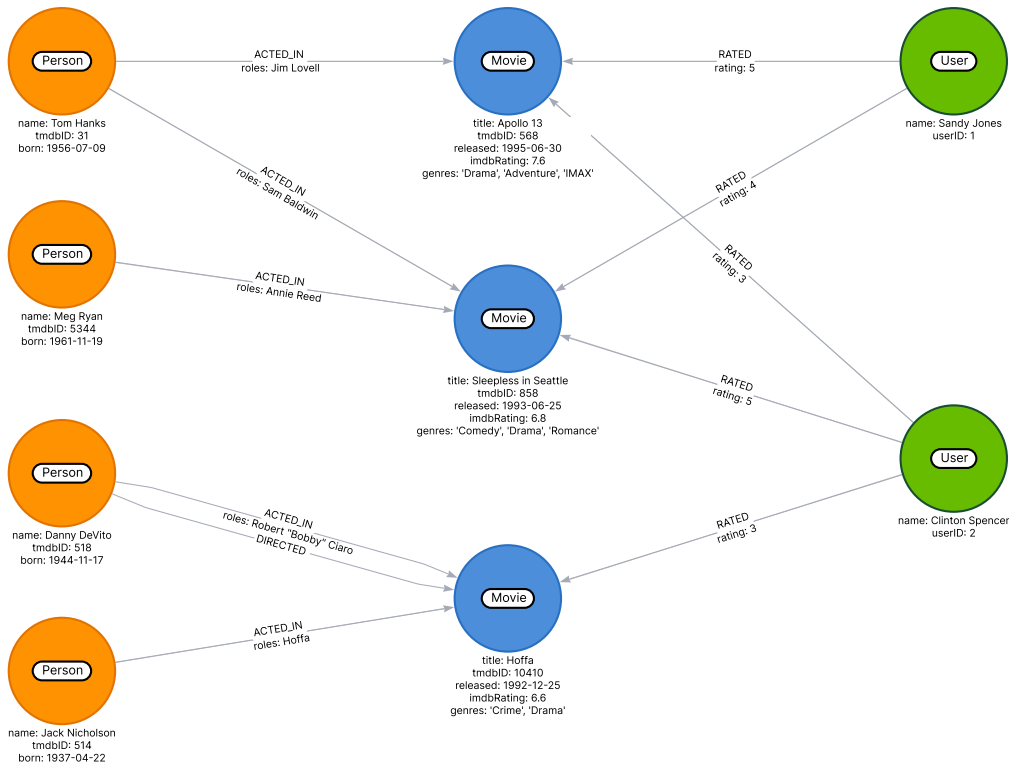 Person
name: Tom Hanks
tmdbID: 31
born: 1956-07-09
ACTED_IN
roles: Jim Lovell
Movie
title: Apollo 13
tmdbID: 568
released: 1995-06-30
imdbRating: 7.6
genres: 'Drama', 'Adventure', 'IMAX'
RATED
rating: 5
User
name: Sandy Jones
userID: 1
ACTED_IN
roles: Sam Baldwin
RATED
rating: 4
Person
name: Meg Ryan
tmdbID: 5344
born: 1961-11-19
ACTED_IN
roles: Annie Reed
RATED
rating: 3
Movie
title: Sleepless in Seattle
tmdbID: 858
released: 1993-06-25
imdbRating: 6.8
genres: 'Comedy', 'Drama', 'Romance'
RATED
rating: 5
User
name: Clinton Spencer
userID: 2
Person
name: Danny DeVito
tmdbID: 518
born: 1944-11-17
ACTED_IN
roles: Robert "Bobby" Ciaro
DIRECTED
RATED
rating: 3
Movie
title: Hoffa
tmdbID: 10410
released: 1992-12-25
imdbRating: 6.6
genres: 'Crime', 'Drama'
ACTED_IN
roles: Hoffa
Person
name: Jack Nicholson
tmdbID: 514
born: 1937-04-22